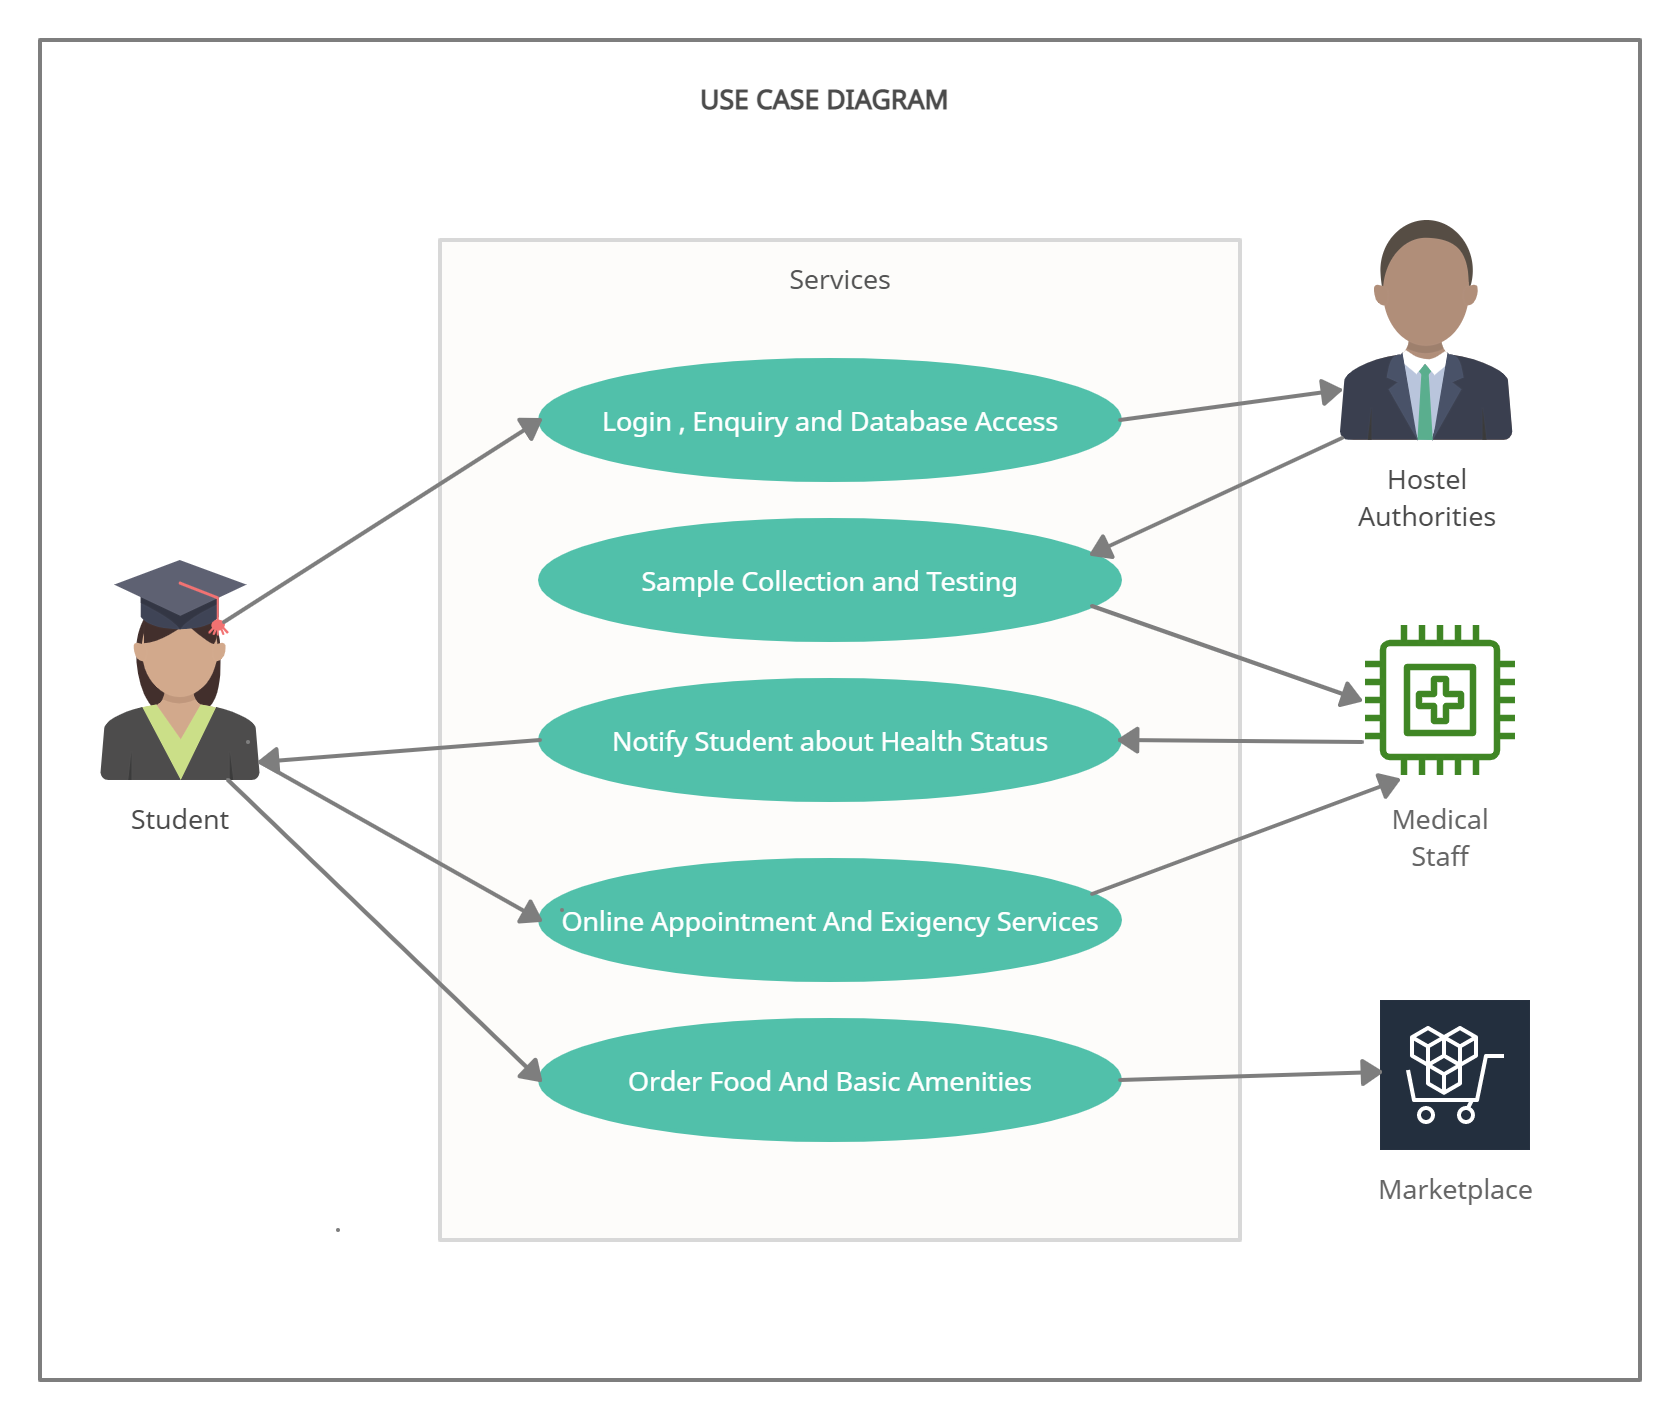 USE CASE DIAGRAM
Services
Login , Enquiry and Database Access
Hostel
Authorities
Sample Collection and Testing
Notify Student about Health Status
Student
Medical
Staff
Online Appointment And Exigency Services
Order Food And Basic Amenities
Marketplace